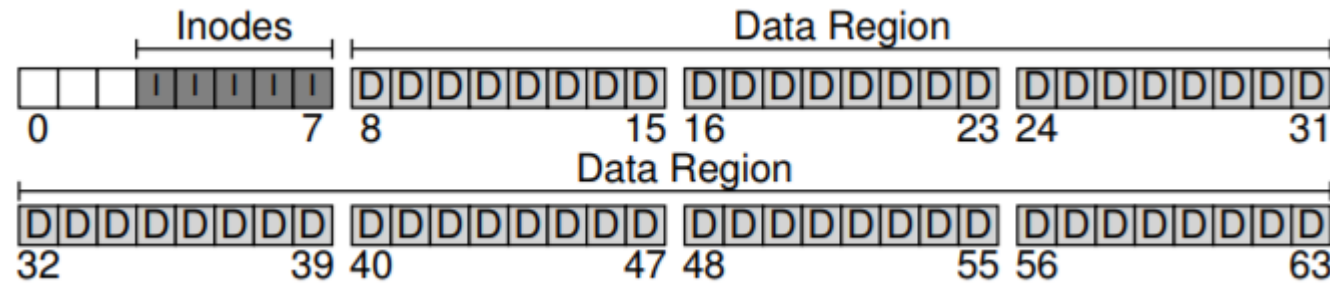 Inodes Data Region
I I I I I D D D D D D D D D D D D D D D D D D D D D D D D
0 7 8 15 16 23 24 31
Data Region
D D D D D D D D D D D D D D D D D D D D D D D D D D D D D D D D
32 39 40 47 48 55 56 63